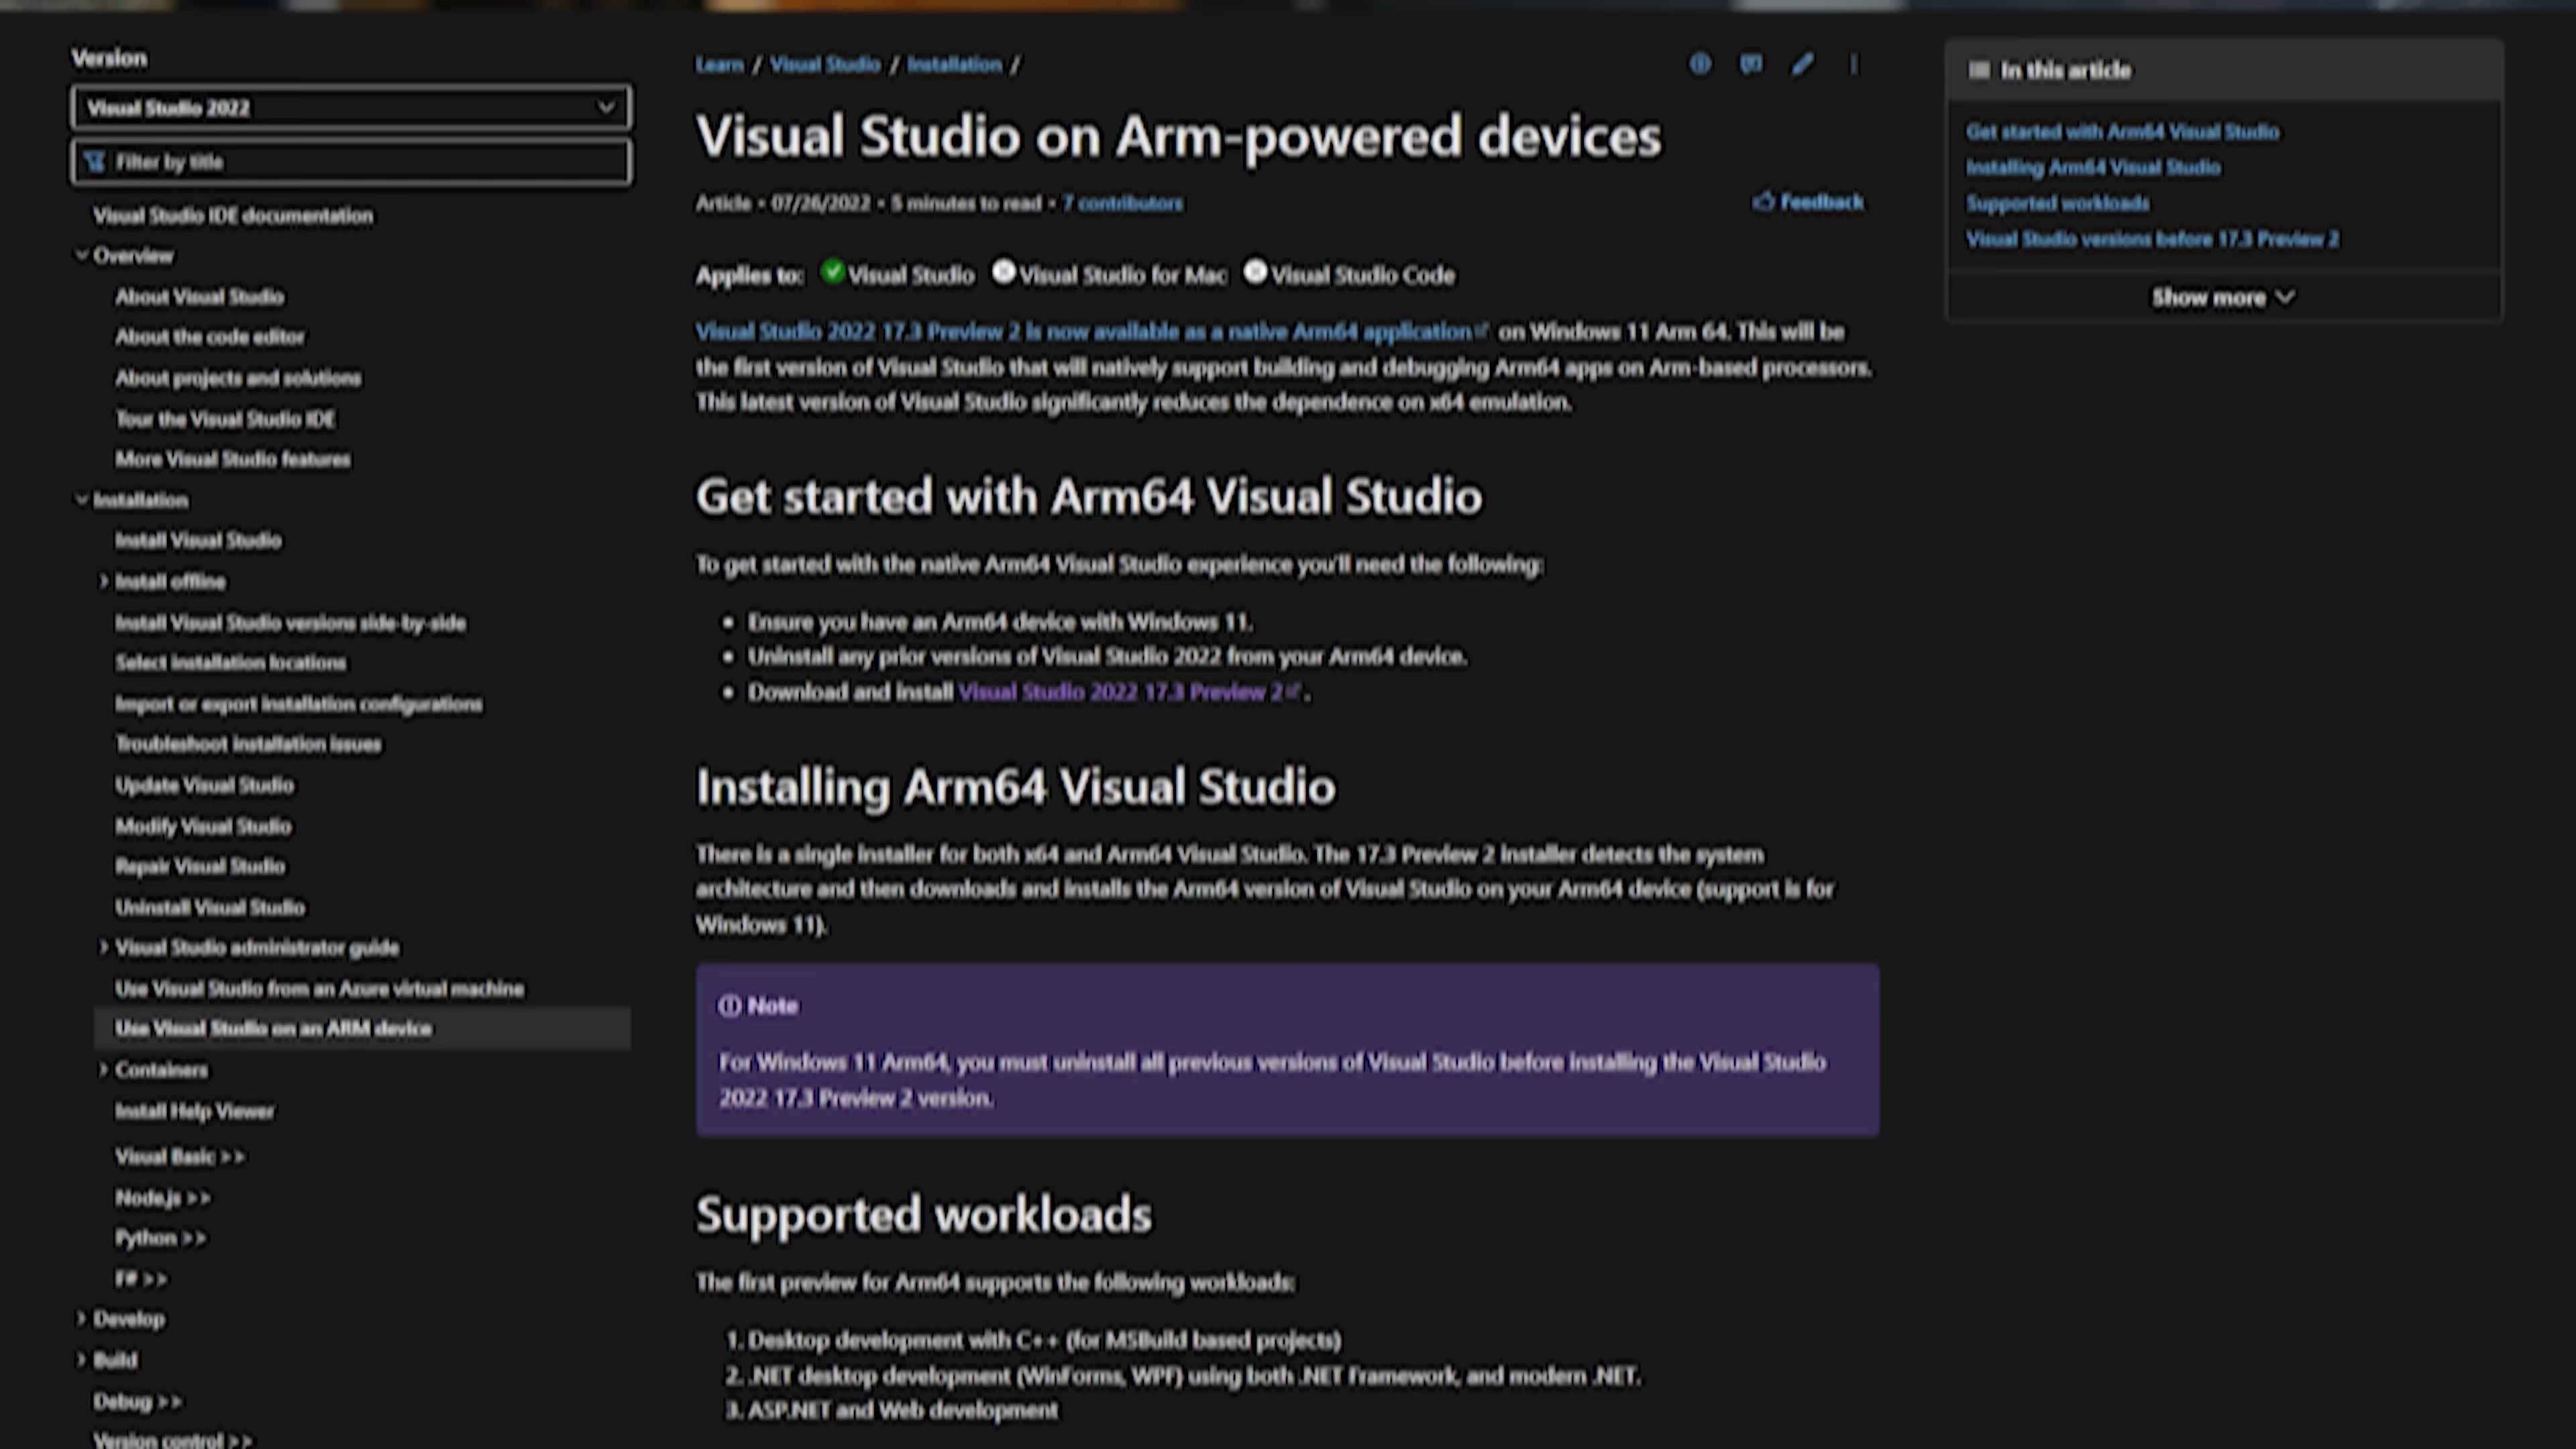 Version
Visual Studio 2022
Filter by title
Visual Studio IDE documentation
Overview
About Visual Studio
About the code editor
About projects and solutions
Tour the Visual Studio IDE
More Visual Studio features
Installation
Install Visual Studio
Install offline
Install Visual Studio versions side-by-side
Select installation locations
Import or export installation configurations
Troubleshoot installation issues
Update Visual Studio
Modify Visual Studio
Repair Visual Studio
Uninstall Visual Studio
Visual Studio administrator guide
Use Visual Studio from an Azure virtual machine
Use Visual Studio on an ARM device
Containers
Install Help Viewer
Visual Basic >>
Node.js >>
Python >>
F# >>
Develop
Build
Debug >>
Version control >>
Learn / Visual Studio / Installation /
Visual Studio on Arm-powered devices
Article • 07/26/2022 • 5 minutes to read • 7 contributors
Feedback
Applies to: Visual Studio Visual Studio for Mac Visual Studio Code
Visual Studio 2022 17.3 Preview 2 is now available as a native Arm64 application on Windows 11 Arm 64. This will be
the first version of Visual Studio that will natively support building and debugging Arm64 apps on Arm-based processors.
This latest version of Visual Studio significantly reduces the dependence on x64 emulation.
Get started with Arm64 Visual Studio
To get started with the native Arm64 Visual Studio experience you'll need the following:
• Ensure you have an Arm64 device with Windows 11.
• Uninstall any prior versions of Visual Studio 2022 from your Arm64 device.
• Download and install Visual Studio 2022 17.3 Preview 2 .
Installing Arm64 Visual Studio
There is a single installer for both x64 and Arm64 Visual Studio. The 17.3 Preview 2 installer detects the system
architecture and then downloads and installs the Arm64 version of Visual Studio on your Arm64 device (support is for
Windows 11).
Note
For Windows 11 Arm64, you must uninstall all previous versions of Visual Studio before installing the Visual Studio
2022 17.3 Preview 2 version.
Supported workloads
The first preview for Arm64 supports the following workloads:
1. Desktop development with C++ (for MSBuild based projects)
2. .NET desktop development (WinForms, WPF) using both .NET Framework, and modern .NET.
3. ASP.NET and Web development
In this article
Get started with Arm64 Visual Studio
Installing Arm64 Visual Studio
Supported workloads
Visual Studio versions before 17.3 Preview 2
Show more